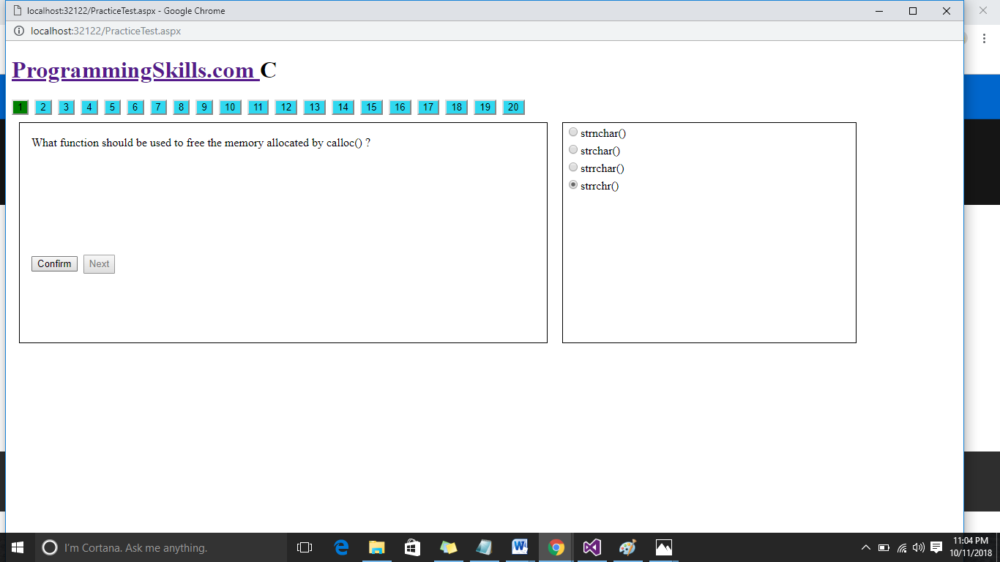 localhost:32122/PracticeTest.aspx - Google Chrome
localhost:32122/PracticeTest.aspx
ProgrammingSkills.com C
1 2 3 4 5 6 7 8 9 10 11 12 13 14 15 16 17 18 19 20
What function should be used to free the memory allocated by calloc() ?
Confirm Next
strnchar()
strchar()
strrchar()
strrchr()
I'm Cortana. Ask me anything.
11:04 PM
10/11/2018